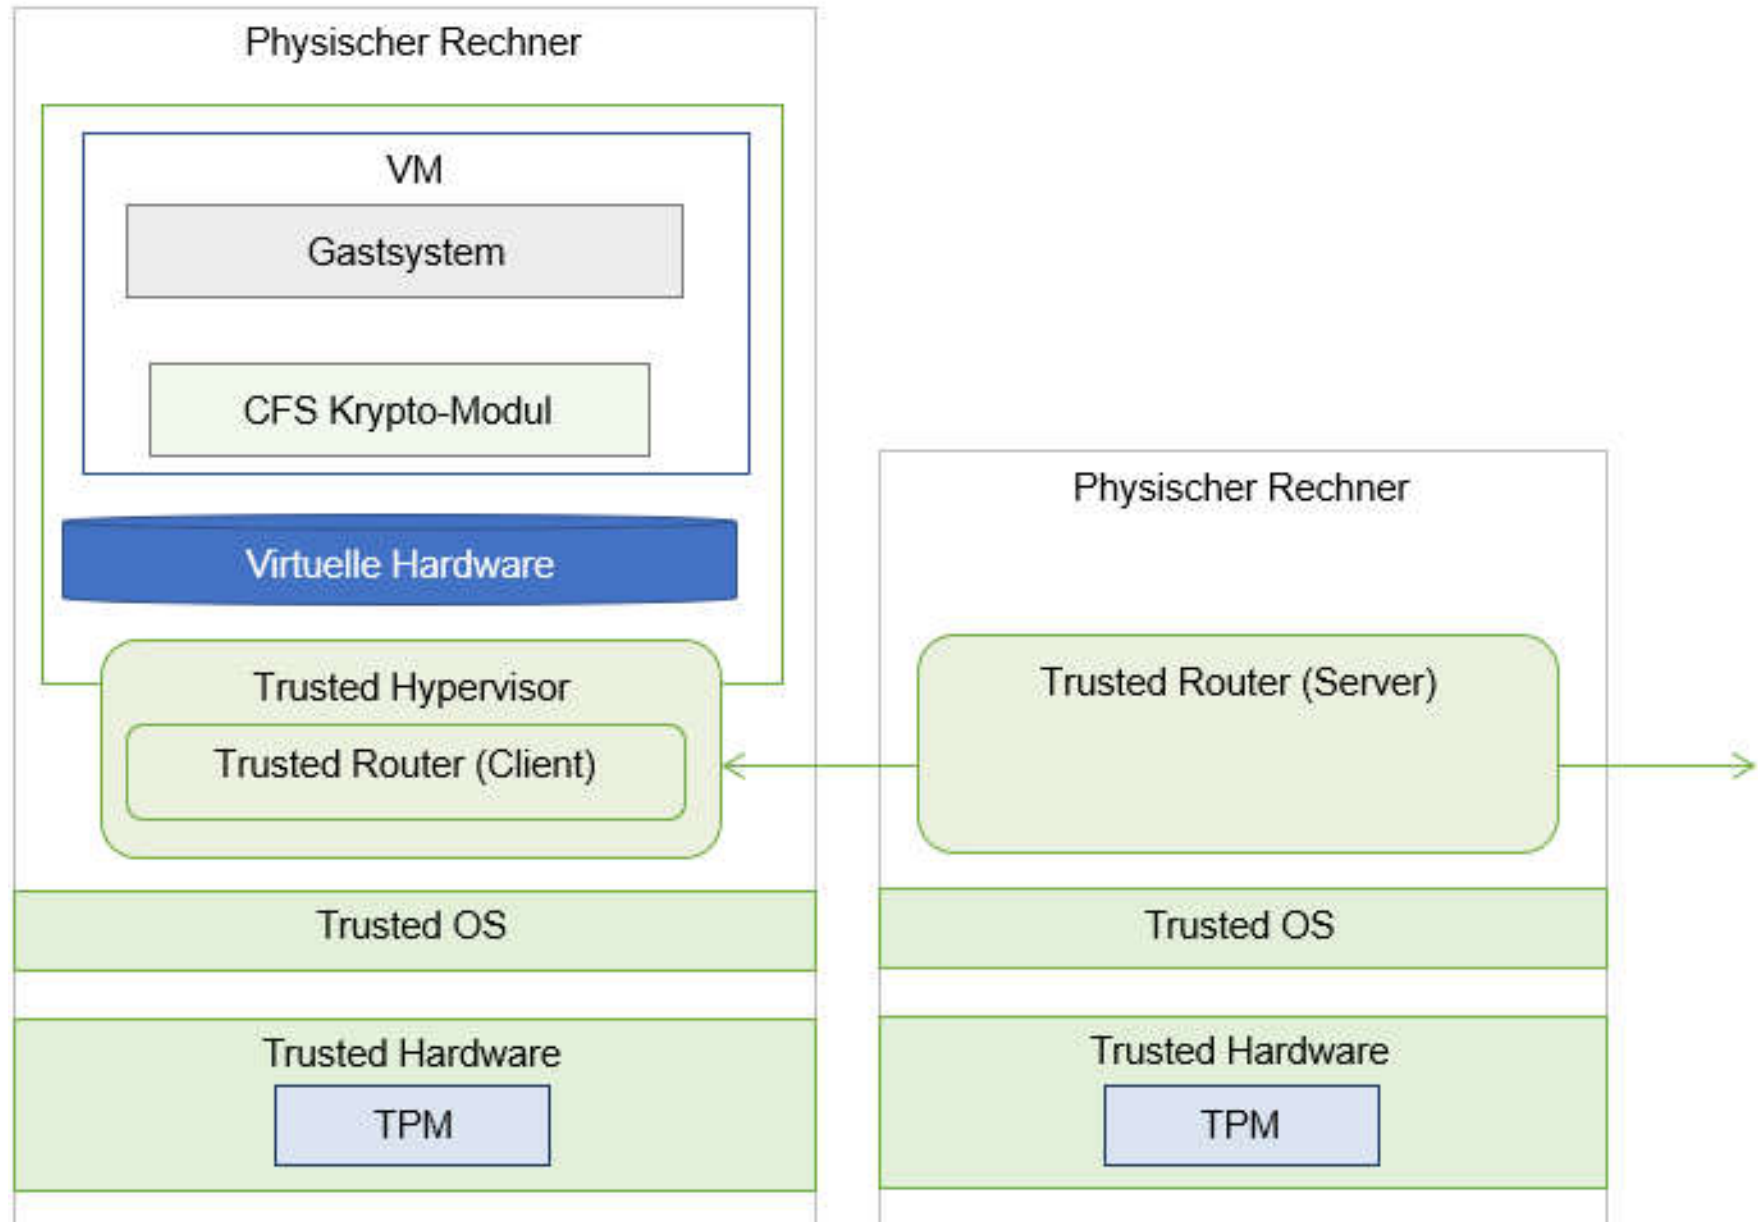 Physischer Rechner
VM
Gastsystem
CFS Krypto-Modul
Virtuelle Hardware
Trusted Hypervisor
Trusted Router (Client)
Trusted OS
Trusted Hardware
TPM
Physischer Rechner
Trusted Router (Server)
Trusted OS
Trusted Hardware
TPM